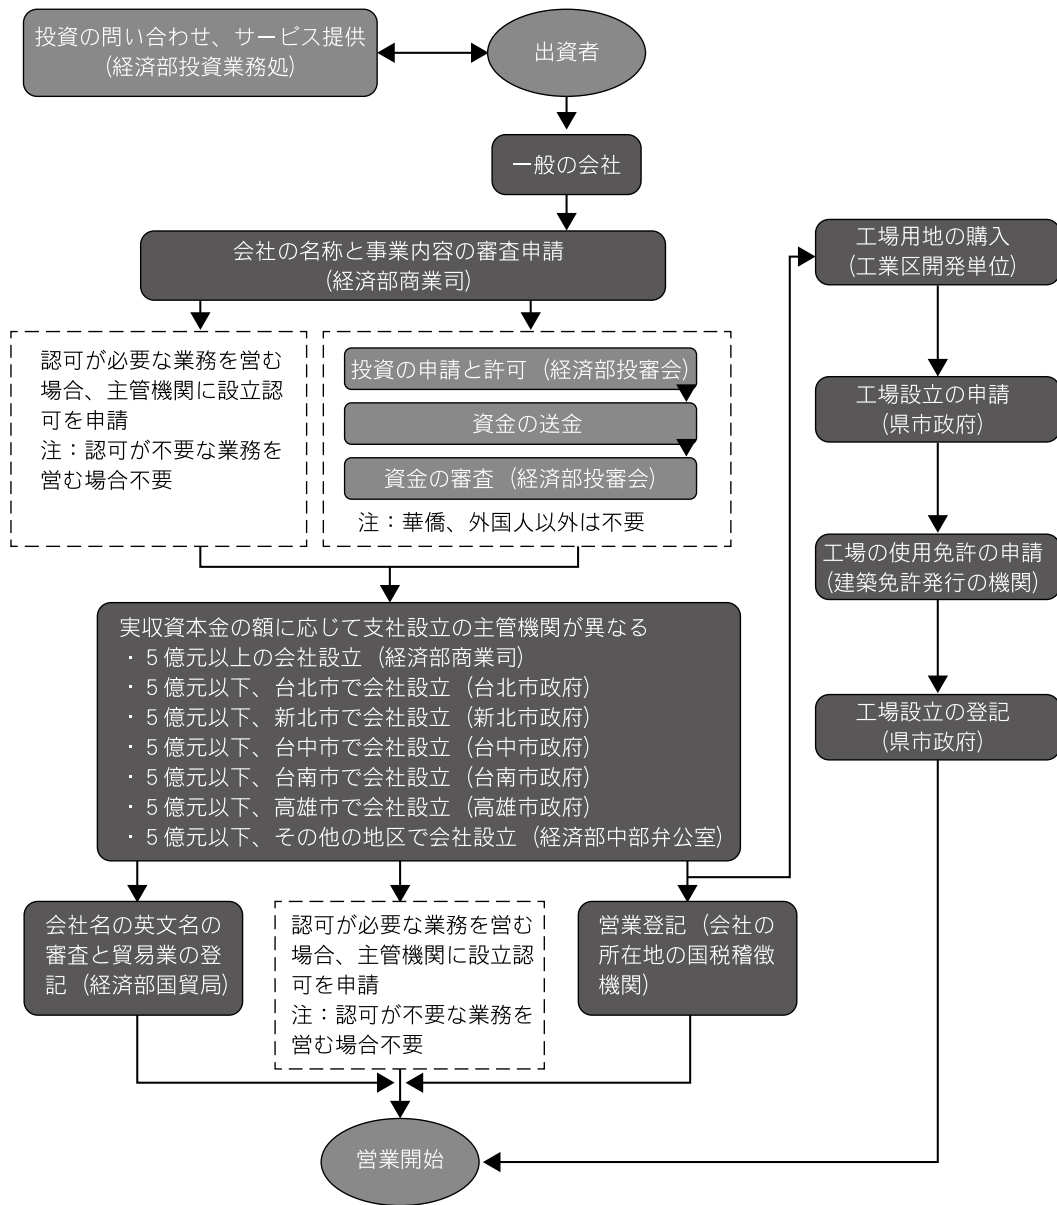 投資の問い合わせ、サービス提供
(経済部投資業務処)
出資者
一般の会社
会社の名称と事業内容の審査申請
(経済部商業司)
認可が必要な業務を営む
場合、主管機関に設立認
可を申請
注：認可が不要な業務を
営む場合不要
投資の申請と許可 (経済部投審会)
資金の送金
資金の審査 (経済部投審会)
注：華僑、外国人以外は不要
実収資本金の額に応じて支社設立の主管機関が異なる
・5億元以上の会社設立 (経済部商業司)
・5億元以下、台北市で会社設立 (台北市政府)
・5億元以下、新北市で会社設立 (新北市政府)
・5億元以下、台中市で会社設立 (台中市政府)
・5億元以下、台南市で会社設立 (台南市政府)
・5億元以下、高雄市で会社設立 (高雄市政府)
・5億元以下、その他の地区で会社設立 (経済部中部弁公室)
会社名の英文名の
審査と貿易業の登
記 (経済部国貿局)
認可が必要な業務を営む
場合、主管機関に設立認
可を申請
注：認可が不要な業務を
営む場合不要
営業登記 (会社の
所在地の国税稽徴
機関)
工場用地の購入
(工業区開発単位)
工場設立の申請
(県市政府)
工場の使用免許の申請
(建築免許発行の機関)
工場設立の登記
(県市政府)
営業開始